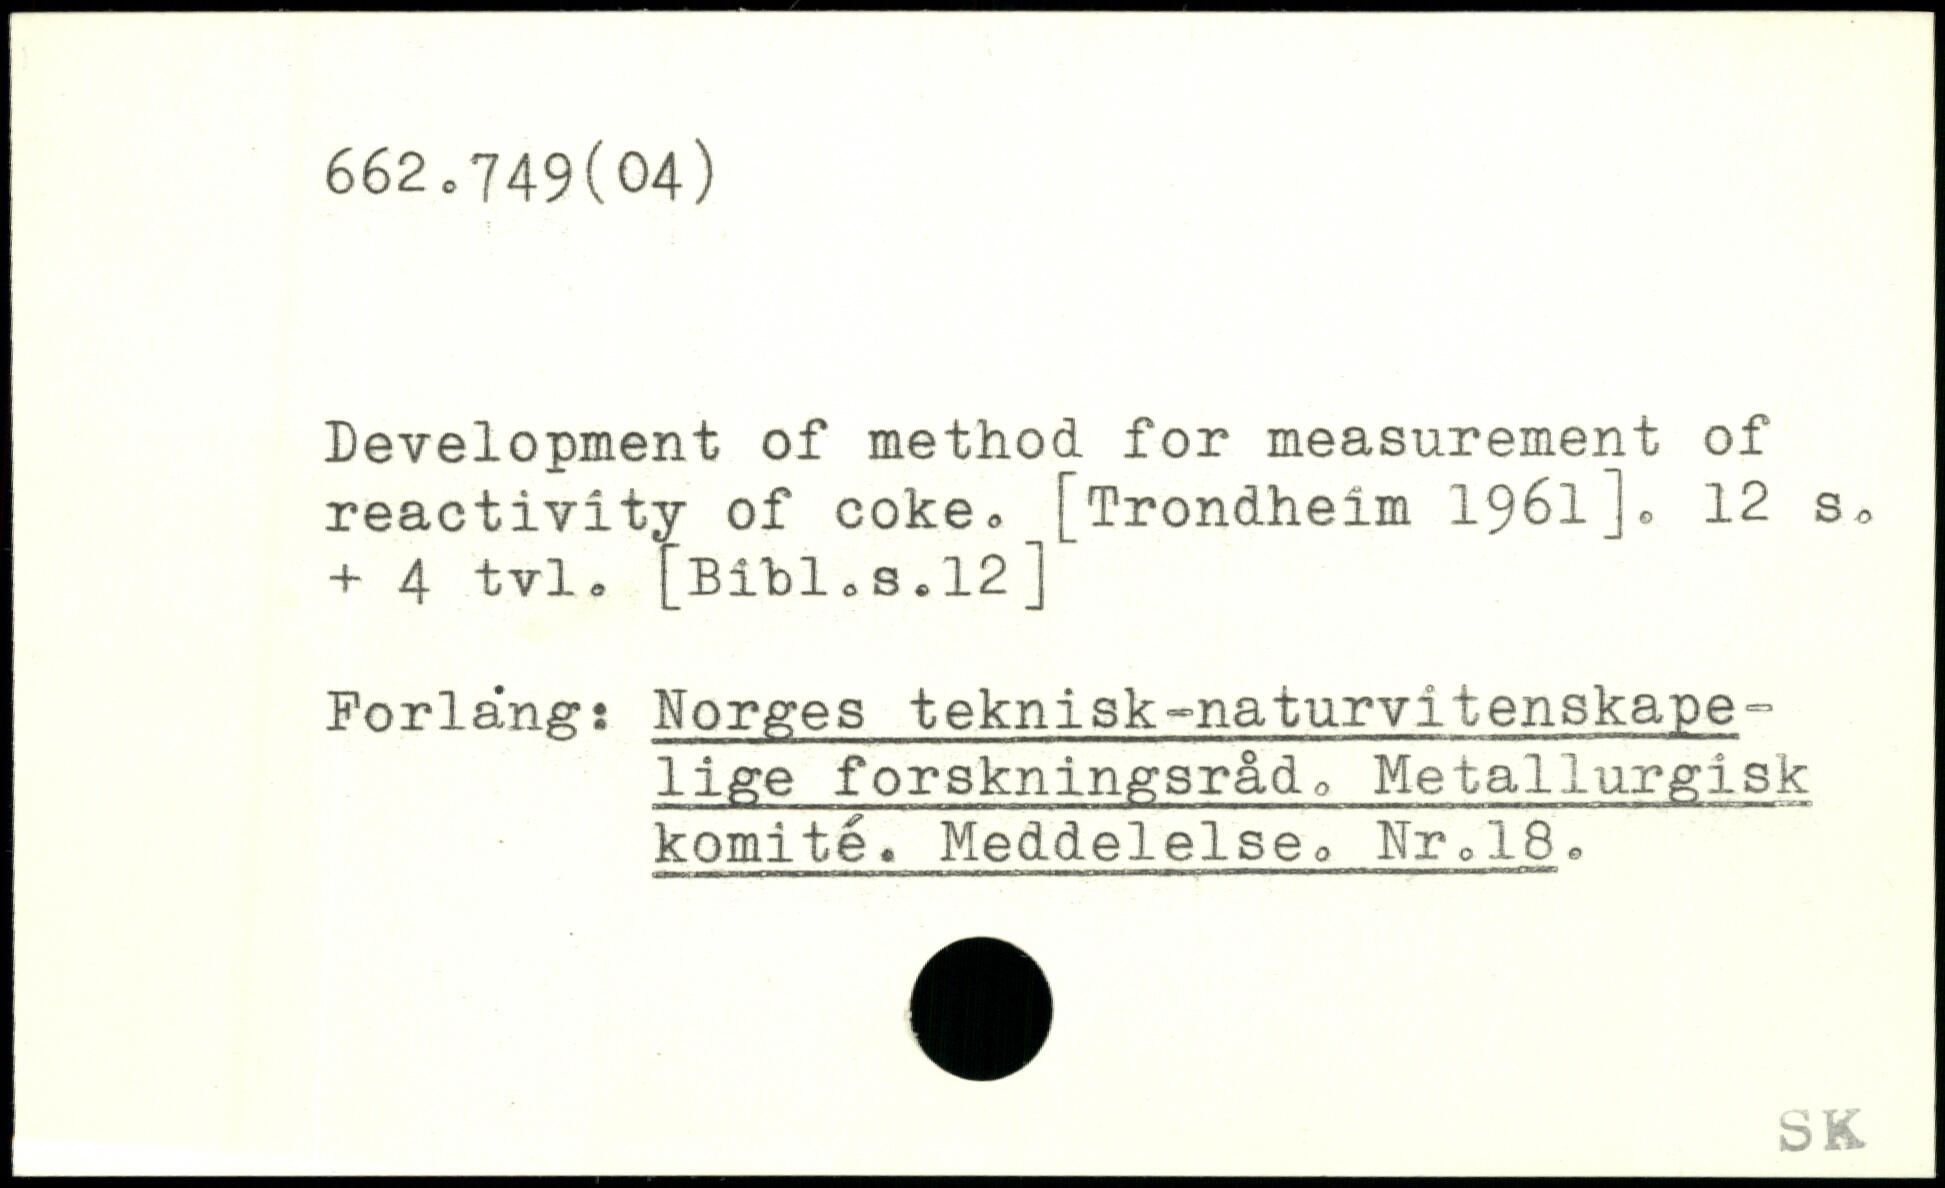 662.749(04)
Development of method for measurement of
reactivity of coke. [Trondheim 1961]. 12 s.
+ 4 tvl. [Bibl.s.12]
Forläng: Norges teknisk-naturvitenskape-
lige forskningsråd. Metallurgisk
komité. Meddelelse. Nr.18.
SK